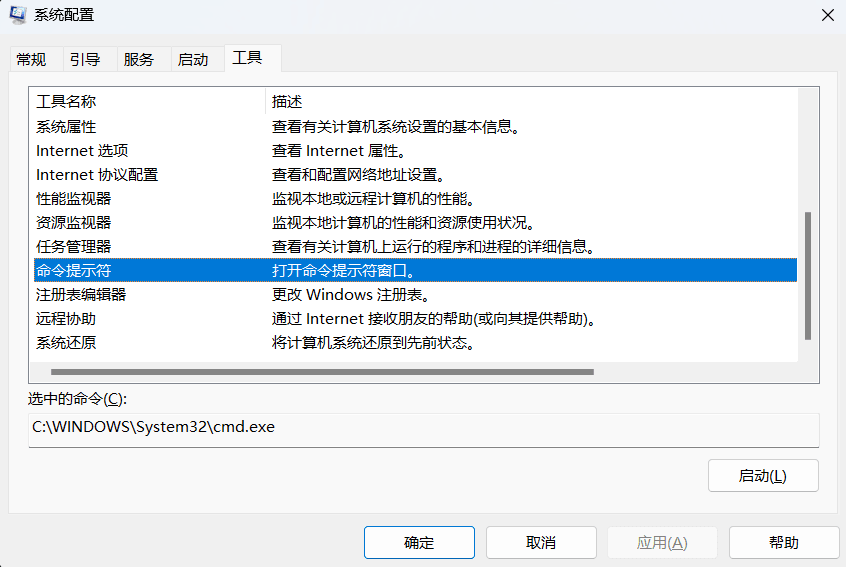 系统配置
常规 引导 服务 启动 工具
工具名称 描述
系统属性 查看有关计算机系统设置的基本信息。
Internet 选项 查看 Internet 属性。
Internet 协议配置 查看和配置网络地址设置。
性能监视器 监视本地或远程计算机的性能。
资源监视器 监视本地计算机的性能和资源使用状况。
任务管理器 查看有关计算机上运行的程序和进程的详细信息。
命令提示符 打开命令提示符窗口。
注册表编辑器 更改 Windows 注册表。
远程协助 通过 Internet 接收朋友的帮助(或向其提供帮助)。
系统还原 将计算机系统还原到先前状态。
选中的命令(C):
C:\WINDOWS\System32\cmd.exe
启动(L)
确定 取消 应用(A) 帮助